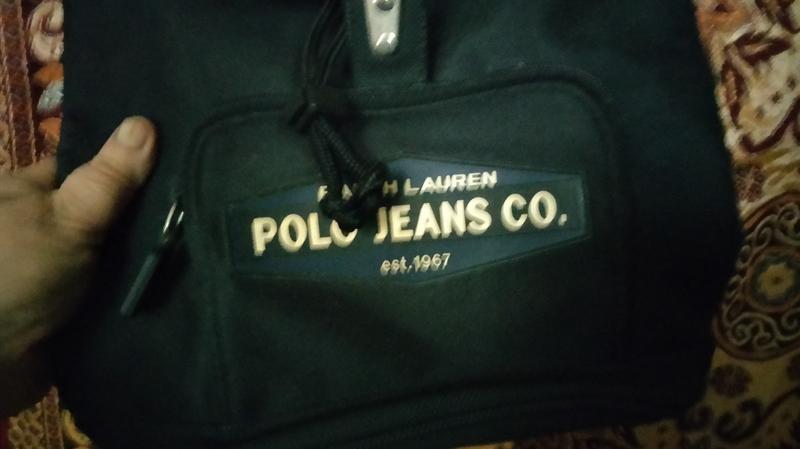 LAUREN
POLO JEANS CO.
est.1967